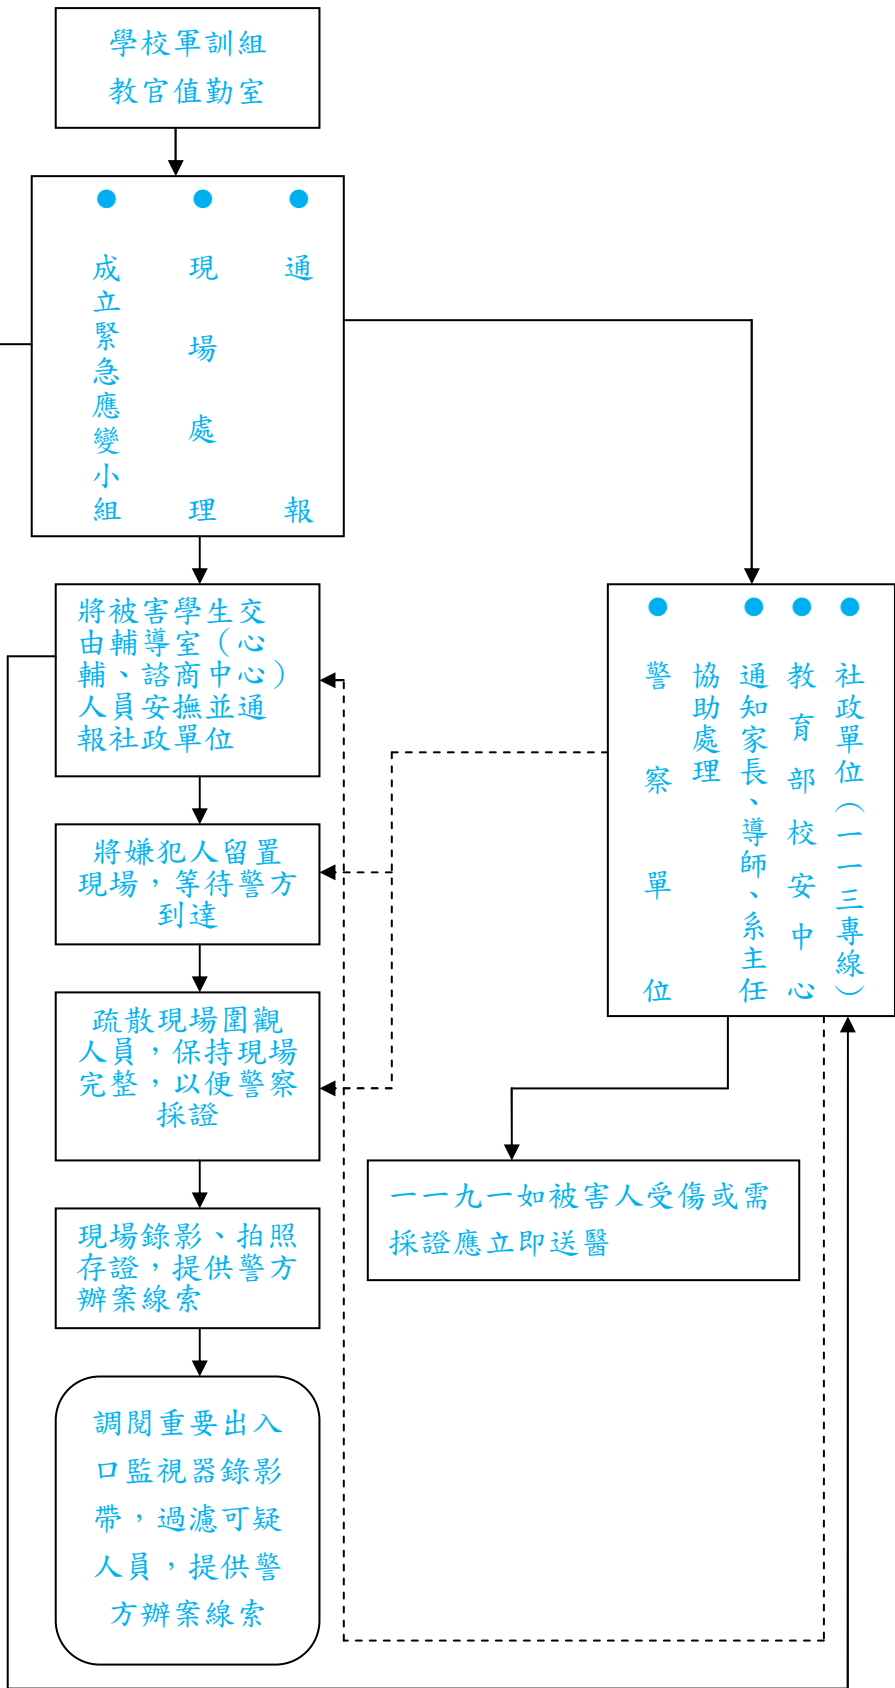 學校軍訓組
教官值勤室
● 通報
● 現場處理
● 成立緊急應變小組
將被害學生交
由輔導室（心
輔、諮商中心）
人員安撫並通
報社政單位
將嫌犯人留置
現場，等待警方
到達
疏散現場圍觀
人員，保持現場
完整，以便警察
採證
現場錄影、拍照
存證，提供警方
辦案線索
調閱重要出入
口監視器錄影
帶，過濾可疑
人員，提供警
方辦案線索
● 社政單位（一一三專線）
● 教育部校安中心
● 通知家長、導師、系主任
協助處理
● 警察單位
一一九一如被害人受傷或需
採證應立即送醫